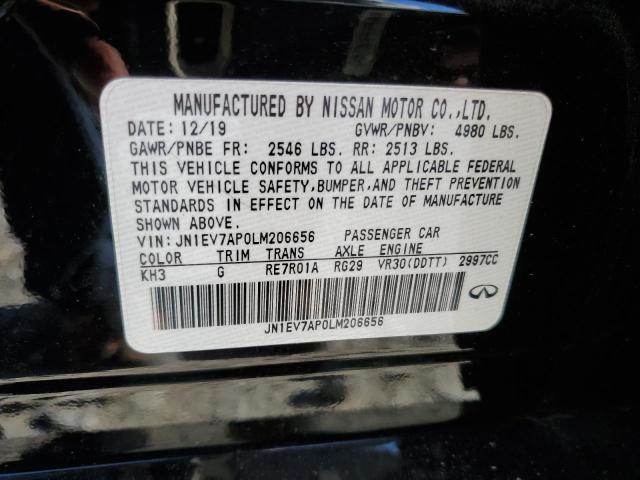 MANUFACTURED BY NISSAN MOTOR CO.,LTD.
DATE: 12/19 GVWR/PNBV: 4980 LBS.
GAWR/PNBE FR: 2546 LBS. RR: 2513 LBS.
THIS VEHICLE CONFORMS TO ALL APPLICABLE FEDERAL
MOTOR VEHICLE SAFETY,BUMPER,AND THEFT PREVENTION
STANDARDS IN EFFECT ON THE DATE OF MANUFACTURE
SHOWN ABOVE.
VIN: JN1EV7AP0LM206656 PASSENGER CAR
COLOR TRIM TRANS AXLE ENGINE
KH3 G RE7R01A RG29 VR30(DDTT) 2997CC
JN1EV7AP0LM206656